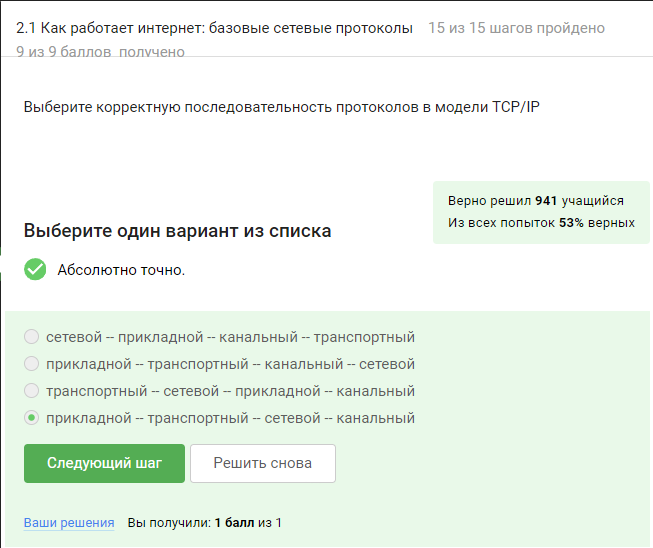 2.1 Как работает интернет: базовые сетевые протоколы 15 из 15 шагов пройдено
9 из 9 баллов получено
Выберите корректную последовательность протоколов в модели TCP/IP
Верно решил 941 учащийся
Из всех попыток 53% верных
Выберите один вариант из списка
Абсолютно точно.
сетевой -- прикладной -- канальный -- транспортный
прикладной -- транспортный -- канальный -- сетевой
транспортный -- сетевой -- прикладной -- канальный
прикладной -- транспортный -- сетевой -- канальный
Следующий шаг Решить снова
Ваши решения Вы получили: 1 балл из 1